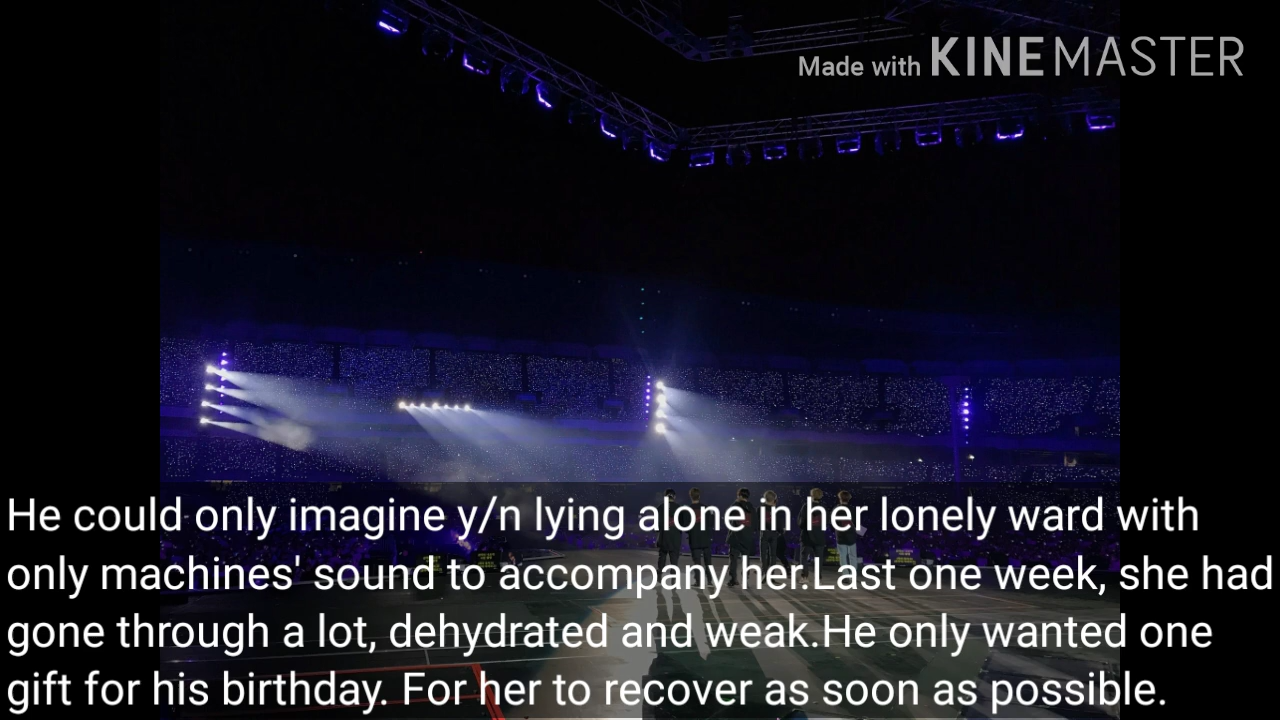 Made with KINEMASTER
He could only imagine y/n lying alone in her lonely ward with
only machines' sound to accompany her.Last one week, she had
gone through a lot, dehydrated and weak.He only wanted one
gift for his birthday. For her to recover as soon as possible.